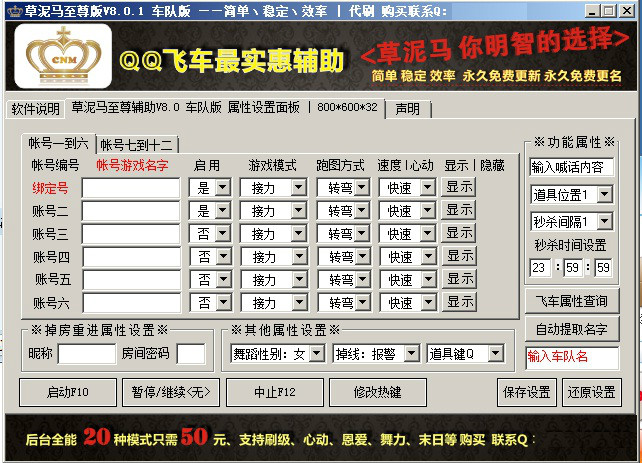 草泥马至尊版V8.0.1 车队版 ——简单、稳定、效率 | 代刷 购买联系Q:
CNM
QQ飞车最实惠辅助
<草泥马 你明智的选择>
简单 稳定 效率 永久免费更新 永久免费更名
软件说明 草泥马至尊辅助V8.0 车队版 属性设置面板 | 800*600*32 声明
帐号一到六 帐号七到十二
帐号编号 帐号游戏名字 启用 游戏模式 跑图方式 速度|心动 显示|隐藏
绑定号 是 接力 转弯 快速 显示
账号二 是 接力 转弯 快速 显示
账号三 否 接力 转弯 快速 显示
账号四 否 接力 转弯 快速 显示
账号五 否 接力 转弯 快速 显示
账号六 否 接力 转弯 快速 显示
※功能属性※
输入喊话内容
道具位置1
秒杀间隔1
秒杀时间设置
23 : 59 : 59
飞车属性查询
自动提取名字
输入车队名
※掉房重进属性设置※
昵称 房间密码
※其他属性设置※
舞蹈性别：女 掉线：报警 道具键Q
启动F10 暂停/继续<无> 中止F12 修改热键 保存设置 还原设置
后台全能 20 种模式只需 50 元、支持刷级、心动、恩爱、舞力、末日等 购买 联系Q：